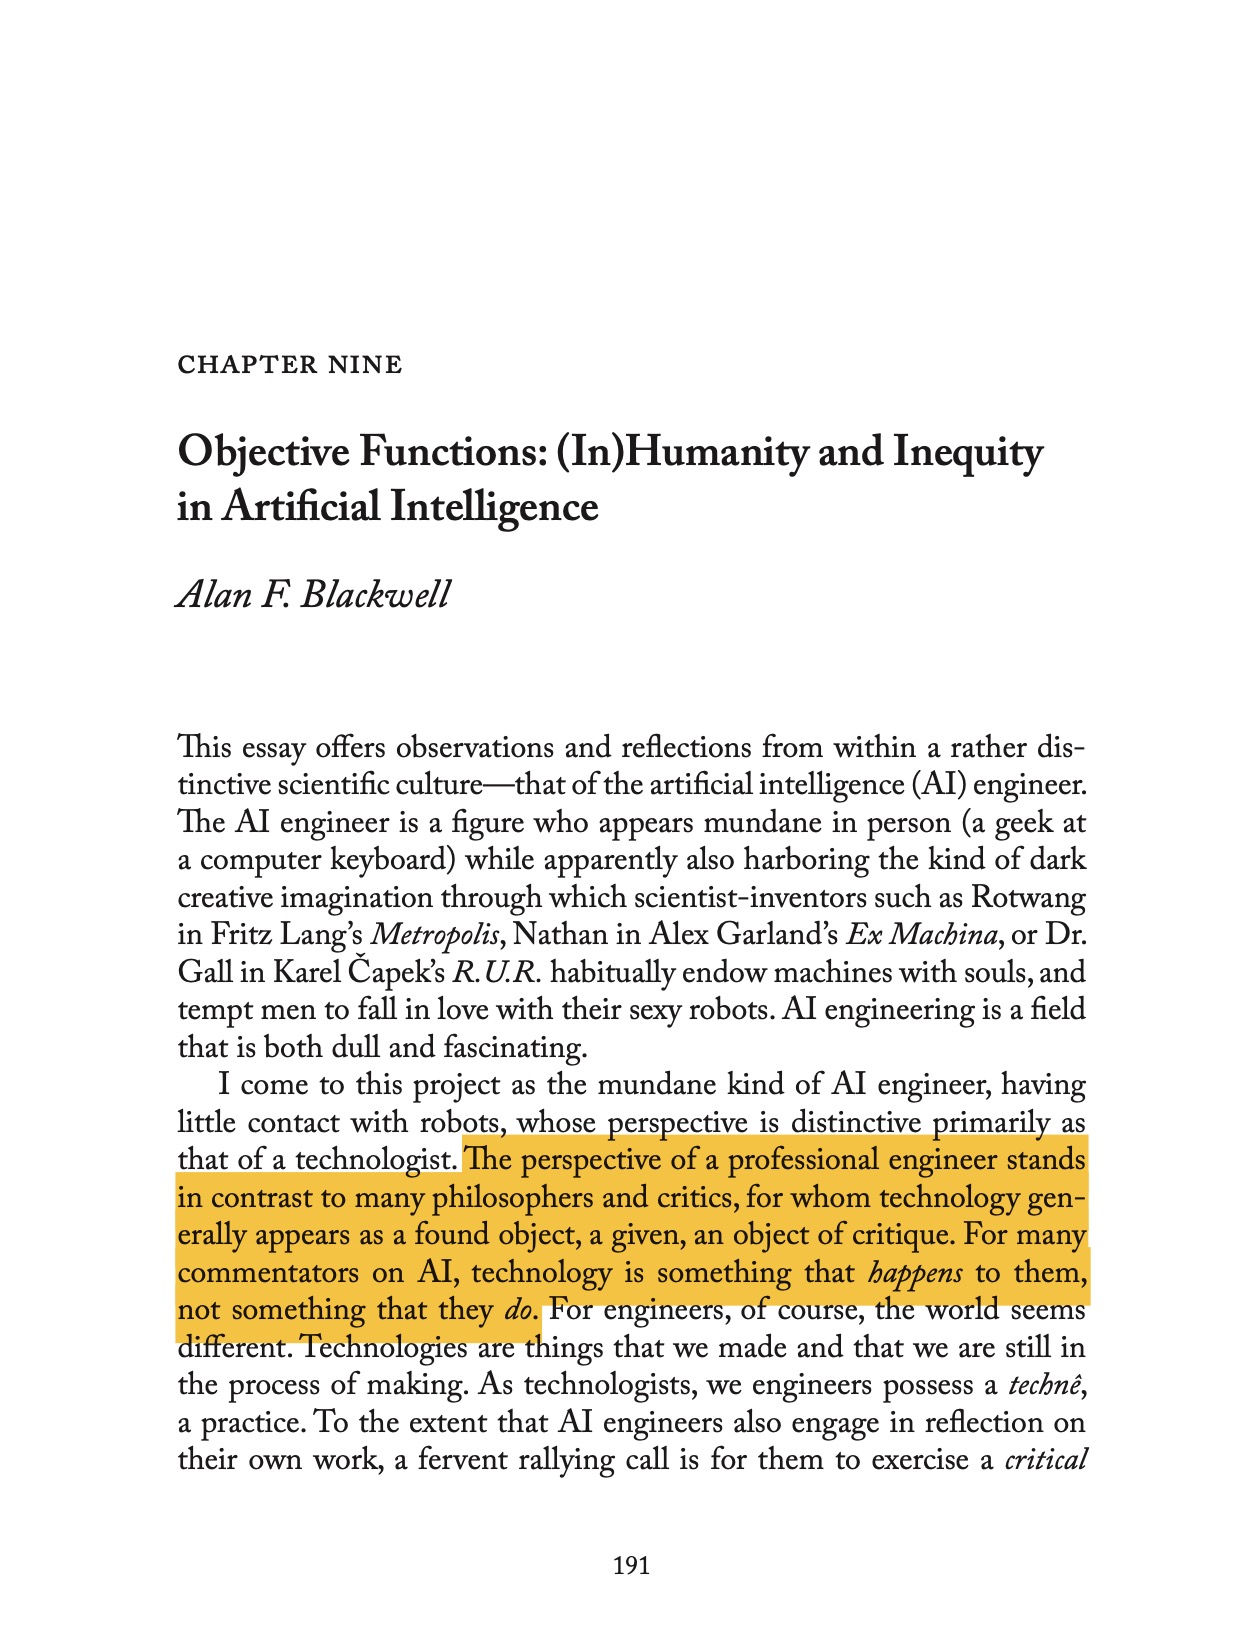 CHAPTER NINE
Objective Functions: (In)Humanity and Inequity
in Artificial Intelligence
Alan F. Blackwell
This essay offers observations and reflections from within a rather dis-
tinctive scientific culture—that of the artificial intelligence (AI) engineer.
The AI engineer is a figure who appears mundane in person (a geek at
a computer keyboard) while apparently also harboring the kind of dark
creative imagination through which scientist-inventors such as Rotwang
in Fritz Lang’s Metropolis, Nathan in Alex Garland’s Ex Machina, or Dr.
Gall in Karel Čapek’s R.U.R. habitually endow machines with souls, and
tempt men to fall in love with their sexy robots. AI engineering is a field
that is both dull and fascinating.
I come to this project as the mundane kind of AI engineer, having
little contact with robots, whose perspective is distinctive primarily as
that of a technologist. The perspective of a professional engineer stands
in contrast to many philosophers and critics, for whom technology gen-
erally appears as a found object, a given, an object of critique. For many
commentators on AI, technology is something that happens to them,
not something that they do. For engineers, of course, the world seems
different. Technologies are things that we made and that we are still in
the process of making. As technologists, we engineers possess a technê,
a practice. To the extent that AI engineers also engage in reflection on
their own work, a fervent rallying call is for them to exercise a critical
191